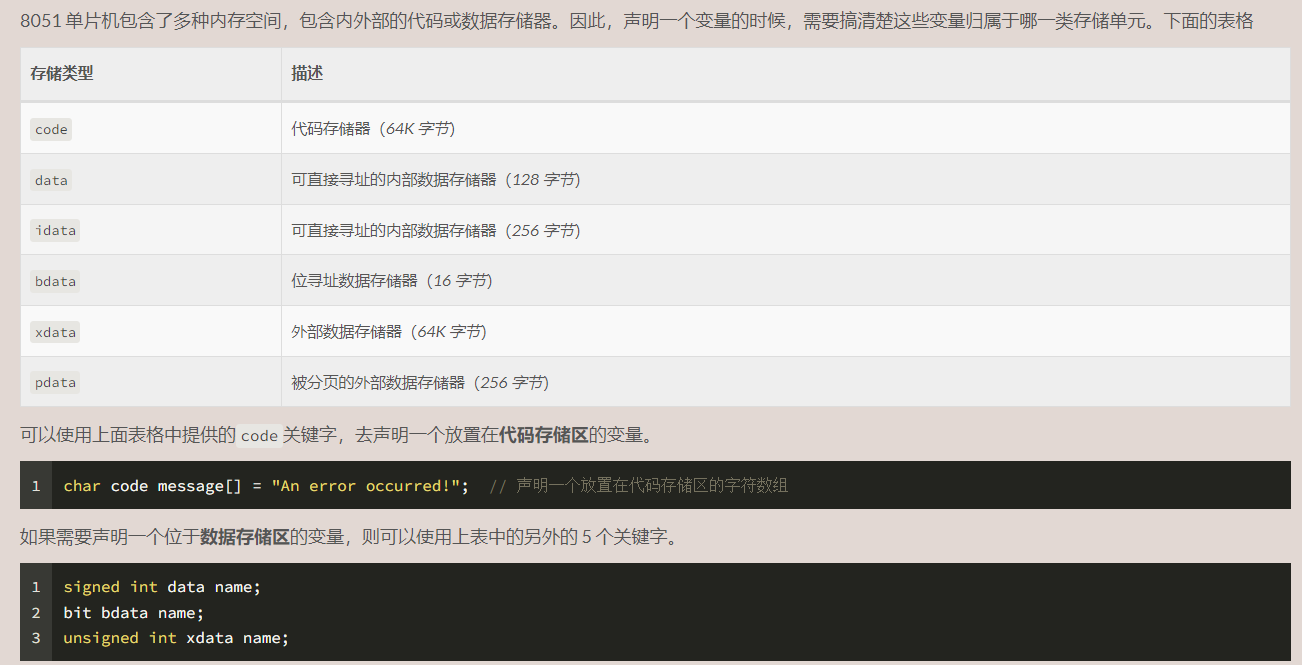 8051 单片机包含了多种内存空间，包含内外部的代码或数据存储器。因此，声明一个变量的时候，需要搞清楚这些变量归属于哪一类存储单元。下面的表格
存储类型 描述
code 代码存储器（64K 字节）
data 可直接寻址的内部数据存储器（128 字节）
idata 可直接寻址的内部数据存储器（256 字节）
bdata 位寻址数据存储器（16 字节）
xdata 外部数据存储器（64K 字节）
pdata 被分页的外部数据存储器（256 字节）
可以使用上面表格中提供的 code 关键字，去声明一个放置在代码存储区的变量。
1 char code message[] = "An error occurred!"; // 声明一个放置在代码存储区的字符数组
如果需要声明一个位于数据存储区的变量，则可以使用上表中的另外的 5 个关键字。
1 signed int data name;
2 bit bdata name;
3 unsigned int xdata name;